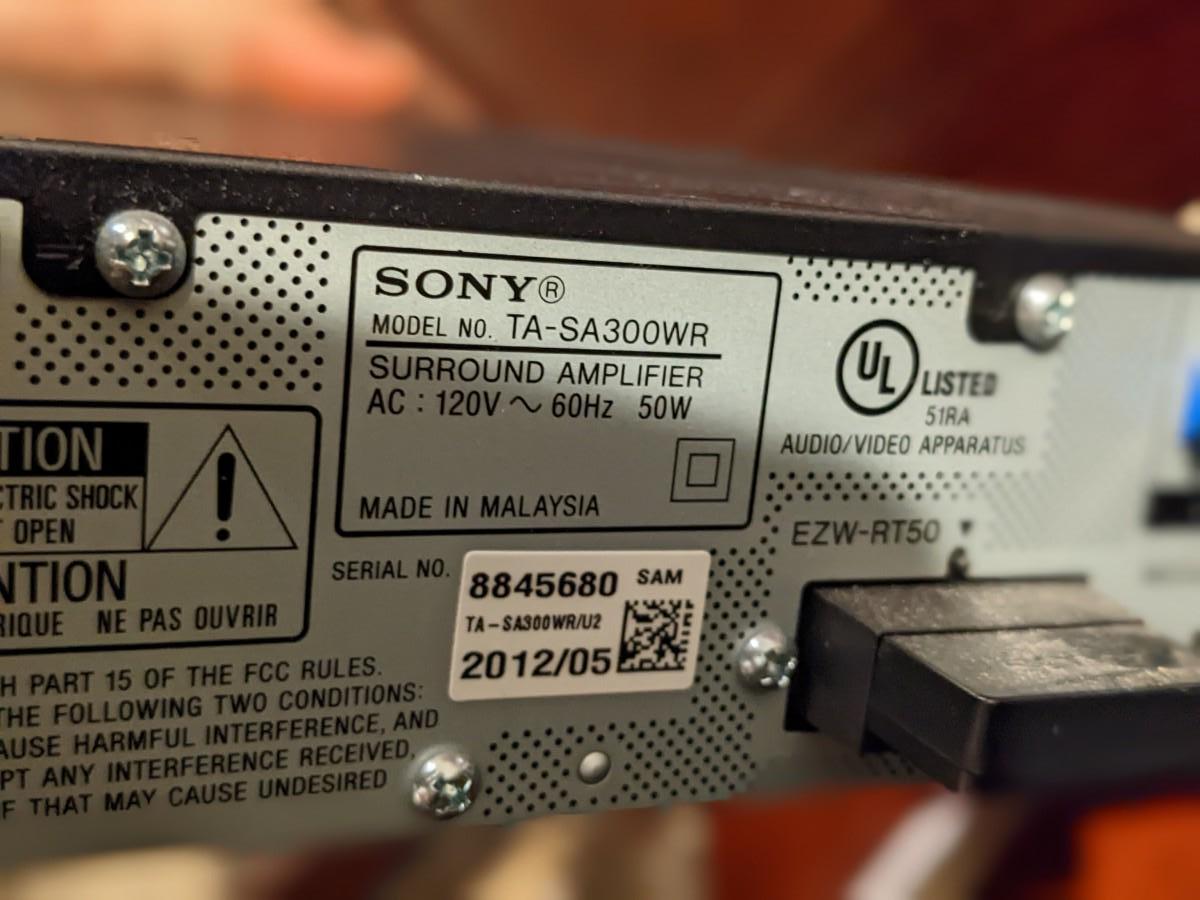 SONY®
MODEL NO. TA-SA300WR
SURROUND AMPLIFIER
AC : 120V ~ 60Hz 50W
MADE IN MALAYSIA
UL LISTED
51RA
AUDIO/VIDEO APPARATUS
EZW-RT50
SERIAL NO.
8845680 SAM
TA-SA300WR/U2
2012/05
TION
CTRIC SHOCK
OPEN
NTION
RIQUE NE PAS OUVRIR
H PART 15 OF THE FCC RULES.
THE FOLLOWING TWO CONDITIONS:
AUSE HARMFUL INTERFERENCE, AND
PT ANY INTERFERENCE RECEIVED,
F THAT MAY CAUSE UNDESIRED